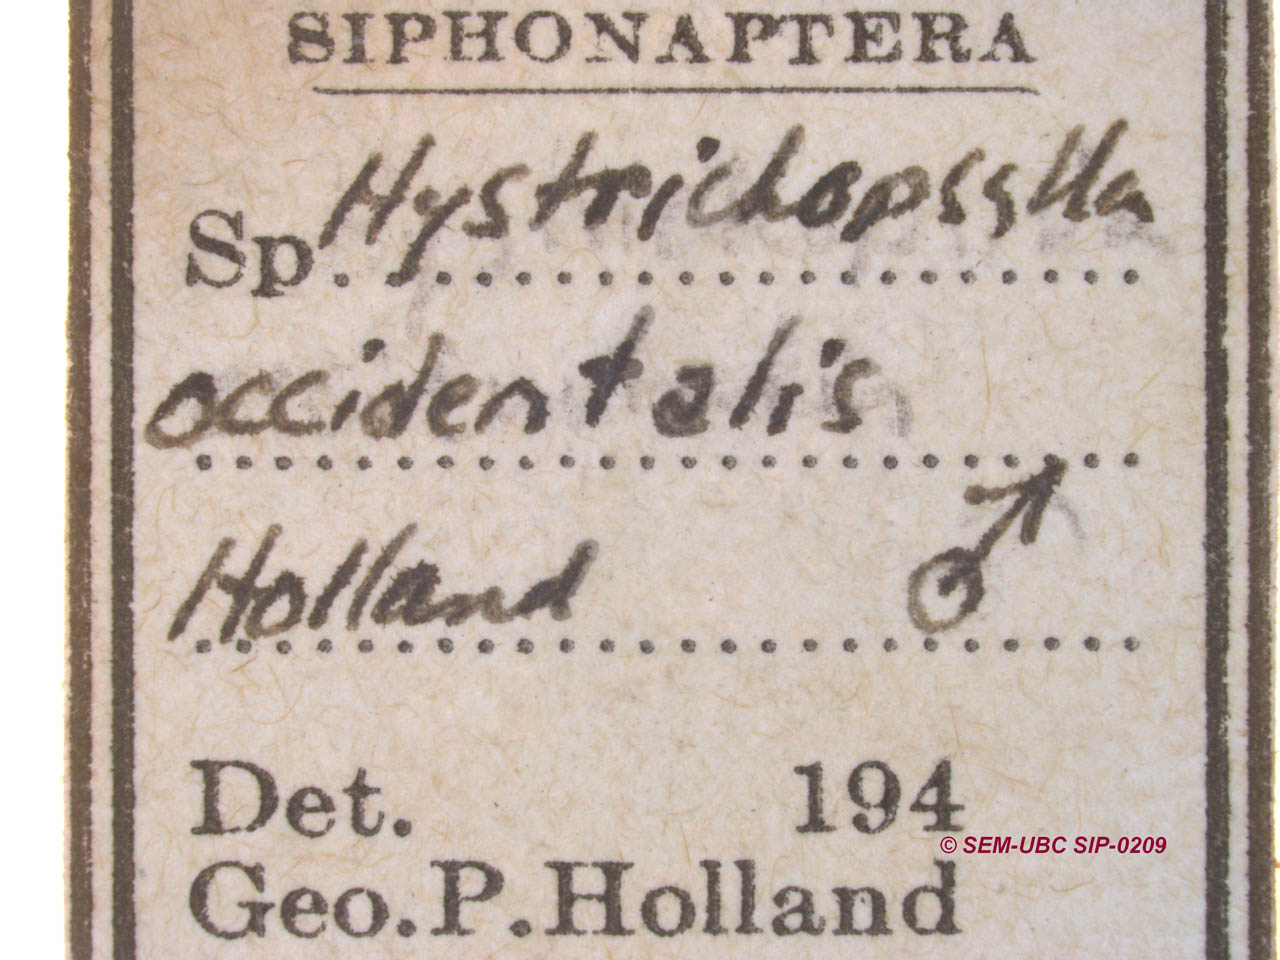 SIPHONAPTERA
Sp. Hystrichopsylla
occidentalis
Holland ♂
Det. 194
© SEM-UBC SIP-0209
Geo. P. Holland